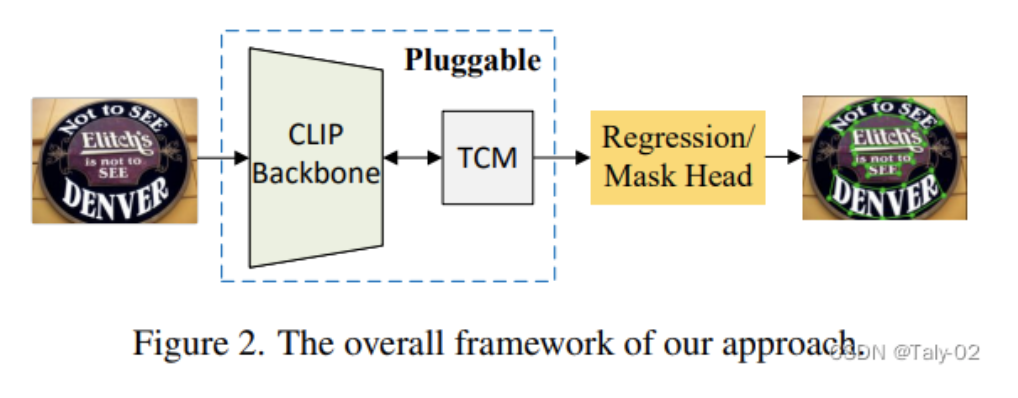 Pluggable
NOT to SEE
Elitch's
is not to
SEE
DENVER
CLIP
Backbone
TCM
Regression/
Mask Head
NOT to SEE
Elitch's
is not to
SEE
DENVER
Figure 2. The overall framework of our approach.
CSDN @Taly-02